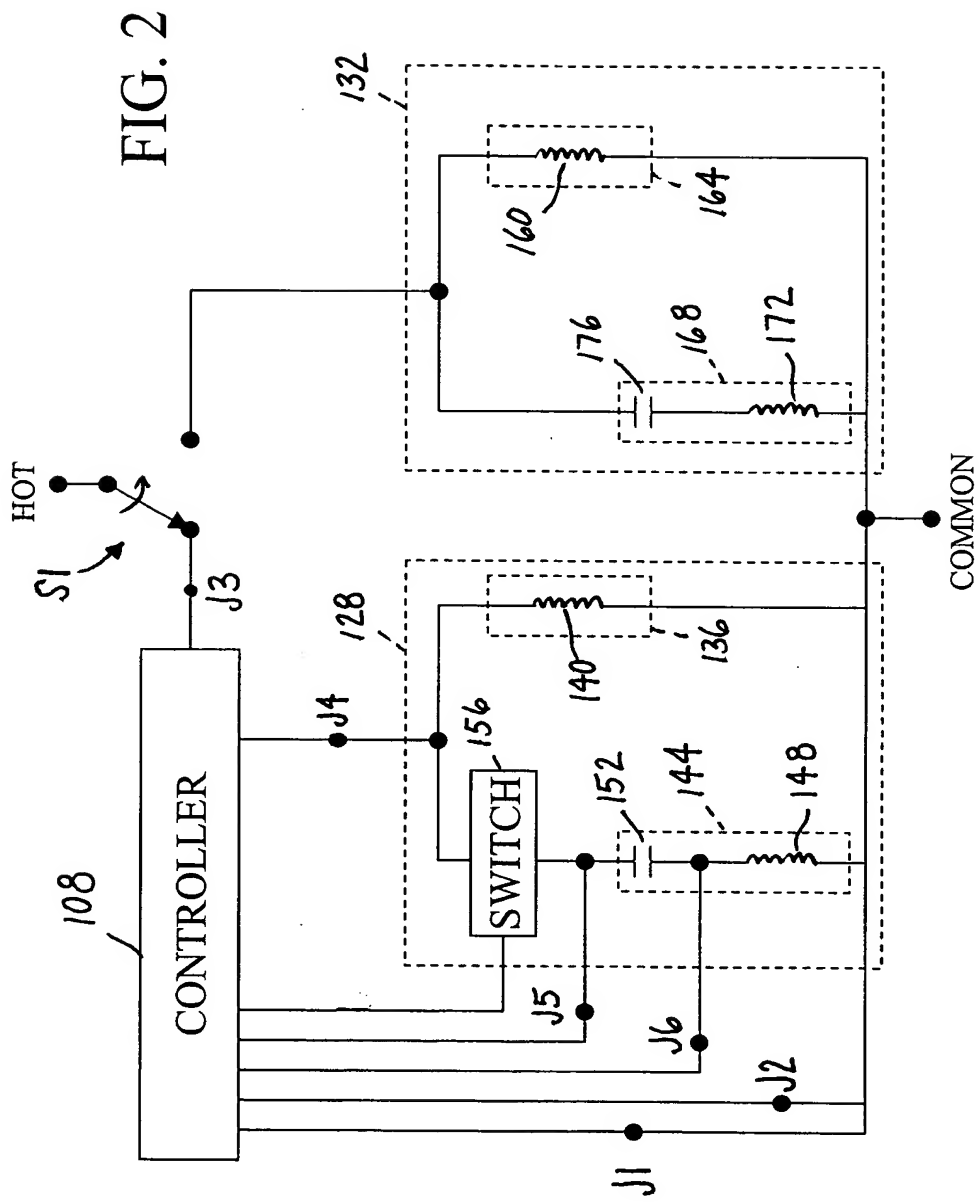 FIG. 2
HOT
S1
J3
108
CONTROLLER
J4
128
132
156
SWITCH
140
136
160
164
152
144
148
176
168
172
J5
J6
J2
J1
COMMON